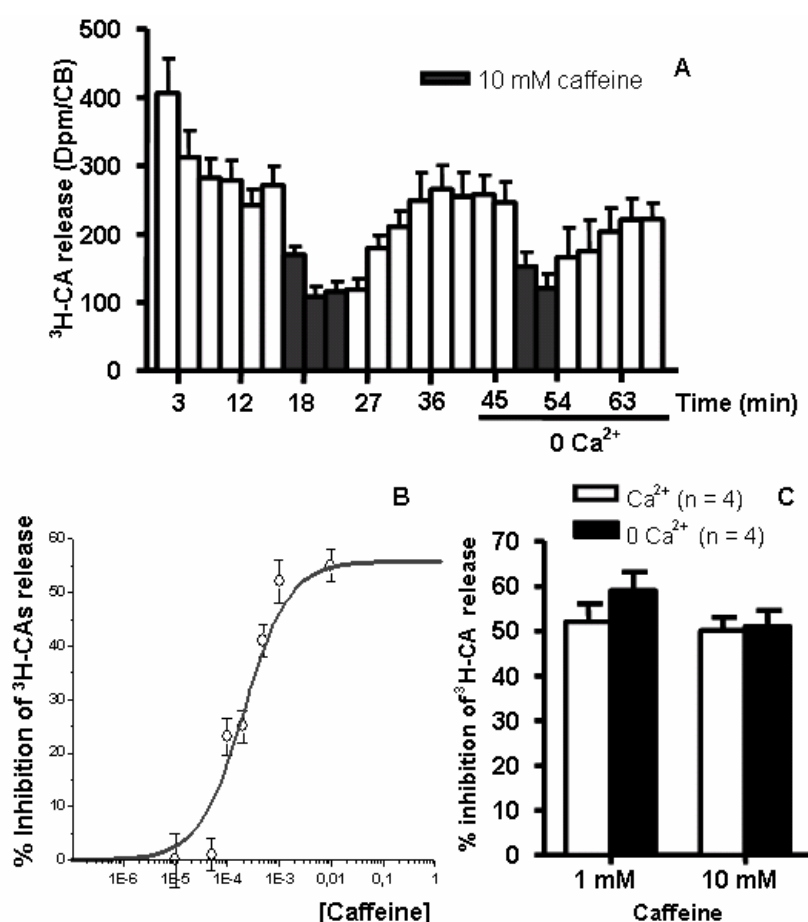 500
400
300
200
100
0
³H-CA release (Dpm/CB)
10 mM caffeine
A
3 12 18 27 36 45 54 63 Time (min)
0 Ca²⁺
B
60
50
40
30
20
10
0
% Inhibition of ³H-CAs release
1E-6 1E-5 1E-4 1E-3 0,01 0,1 1
[Caffeine]
Ca²⁺ (n = 4)
0 Ca²⁺ (n = 4)
C
70
60
50
40
30
20
10
0
% inhibition of ³H-CA release
1 mM 10 mM
Caffeine